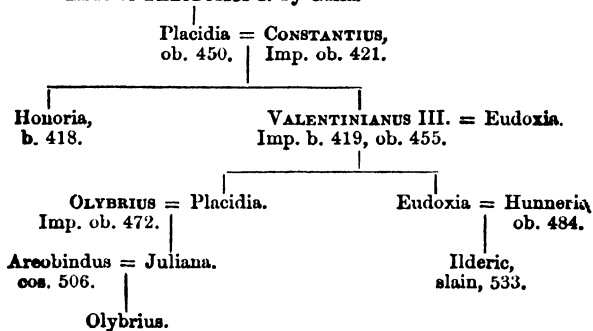 Placidia = CONSTANTIUS,
ob. 450. Imp. ob. 421.
Honoria, VALENTINIANUS III. = Eudoxia.
b. 418. Imp. b. 419, ob. 455.
OLYBRIUS = Placidia. Eudoxia = Hunneric,
Imp. ob. 472. ob. 484.
Areobindus = Juliana. Ilderic,
cos. 506. slain, 533.
Olybrius.